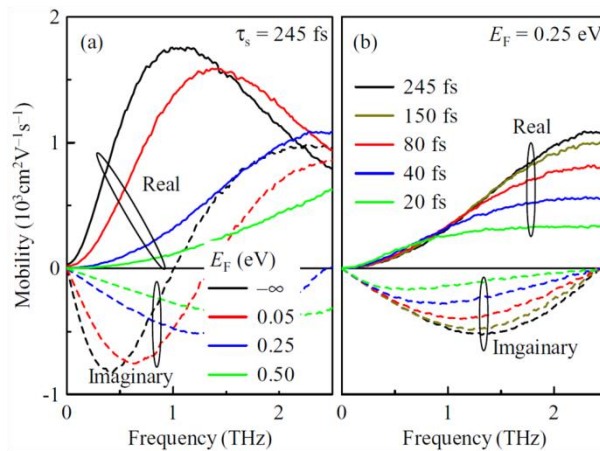 (a) τs = 245 fs
(b) EF = 0.25 eV
Mobility (10³cm²V⁻¹s⁻¹)
2
1
0
-1
Real
EF (eV)
−∞
0.05
0.25
0.50
Imaginary
0 1 2
Frequency (THz)
245 fs
150 fs
80 fs
40 fs
20 fs
Real
Imgainary
0 1 2
Frequency (THz)